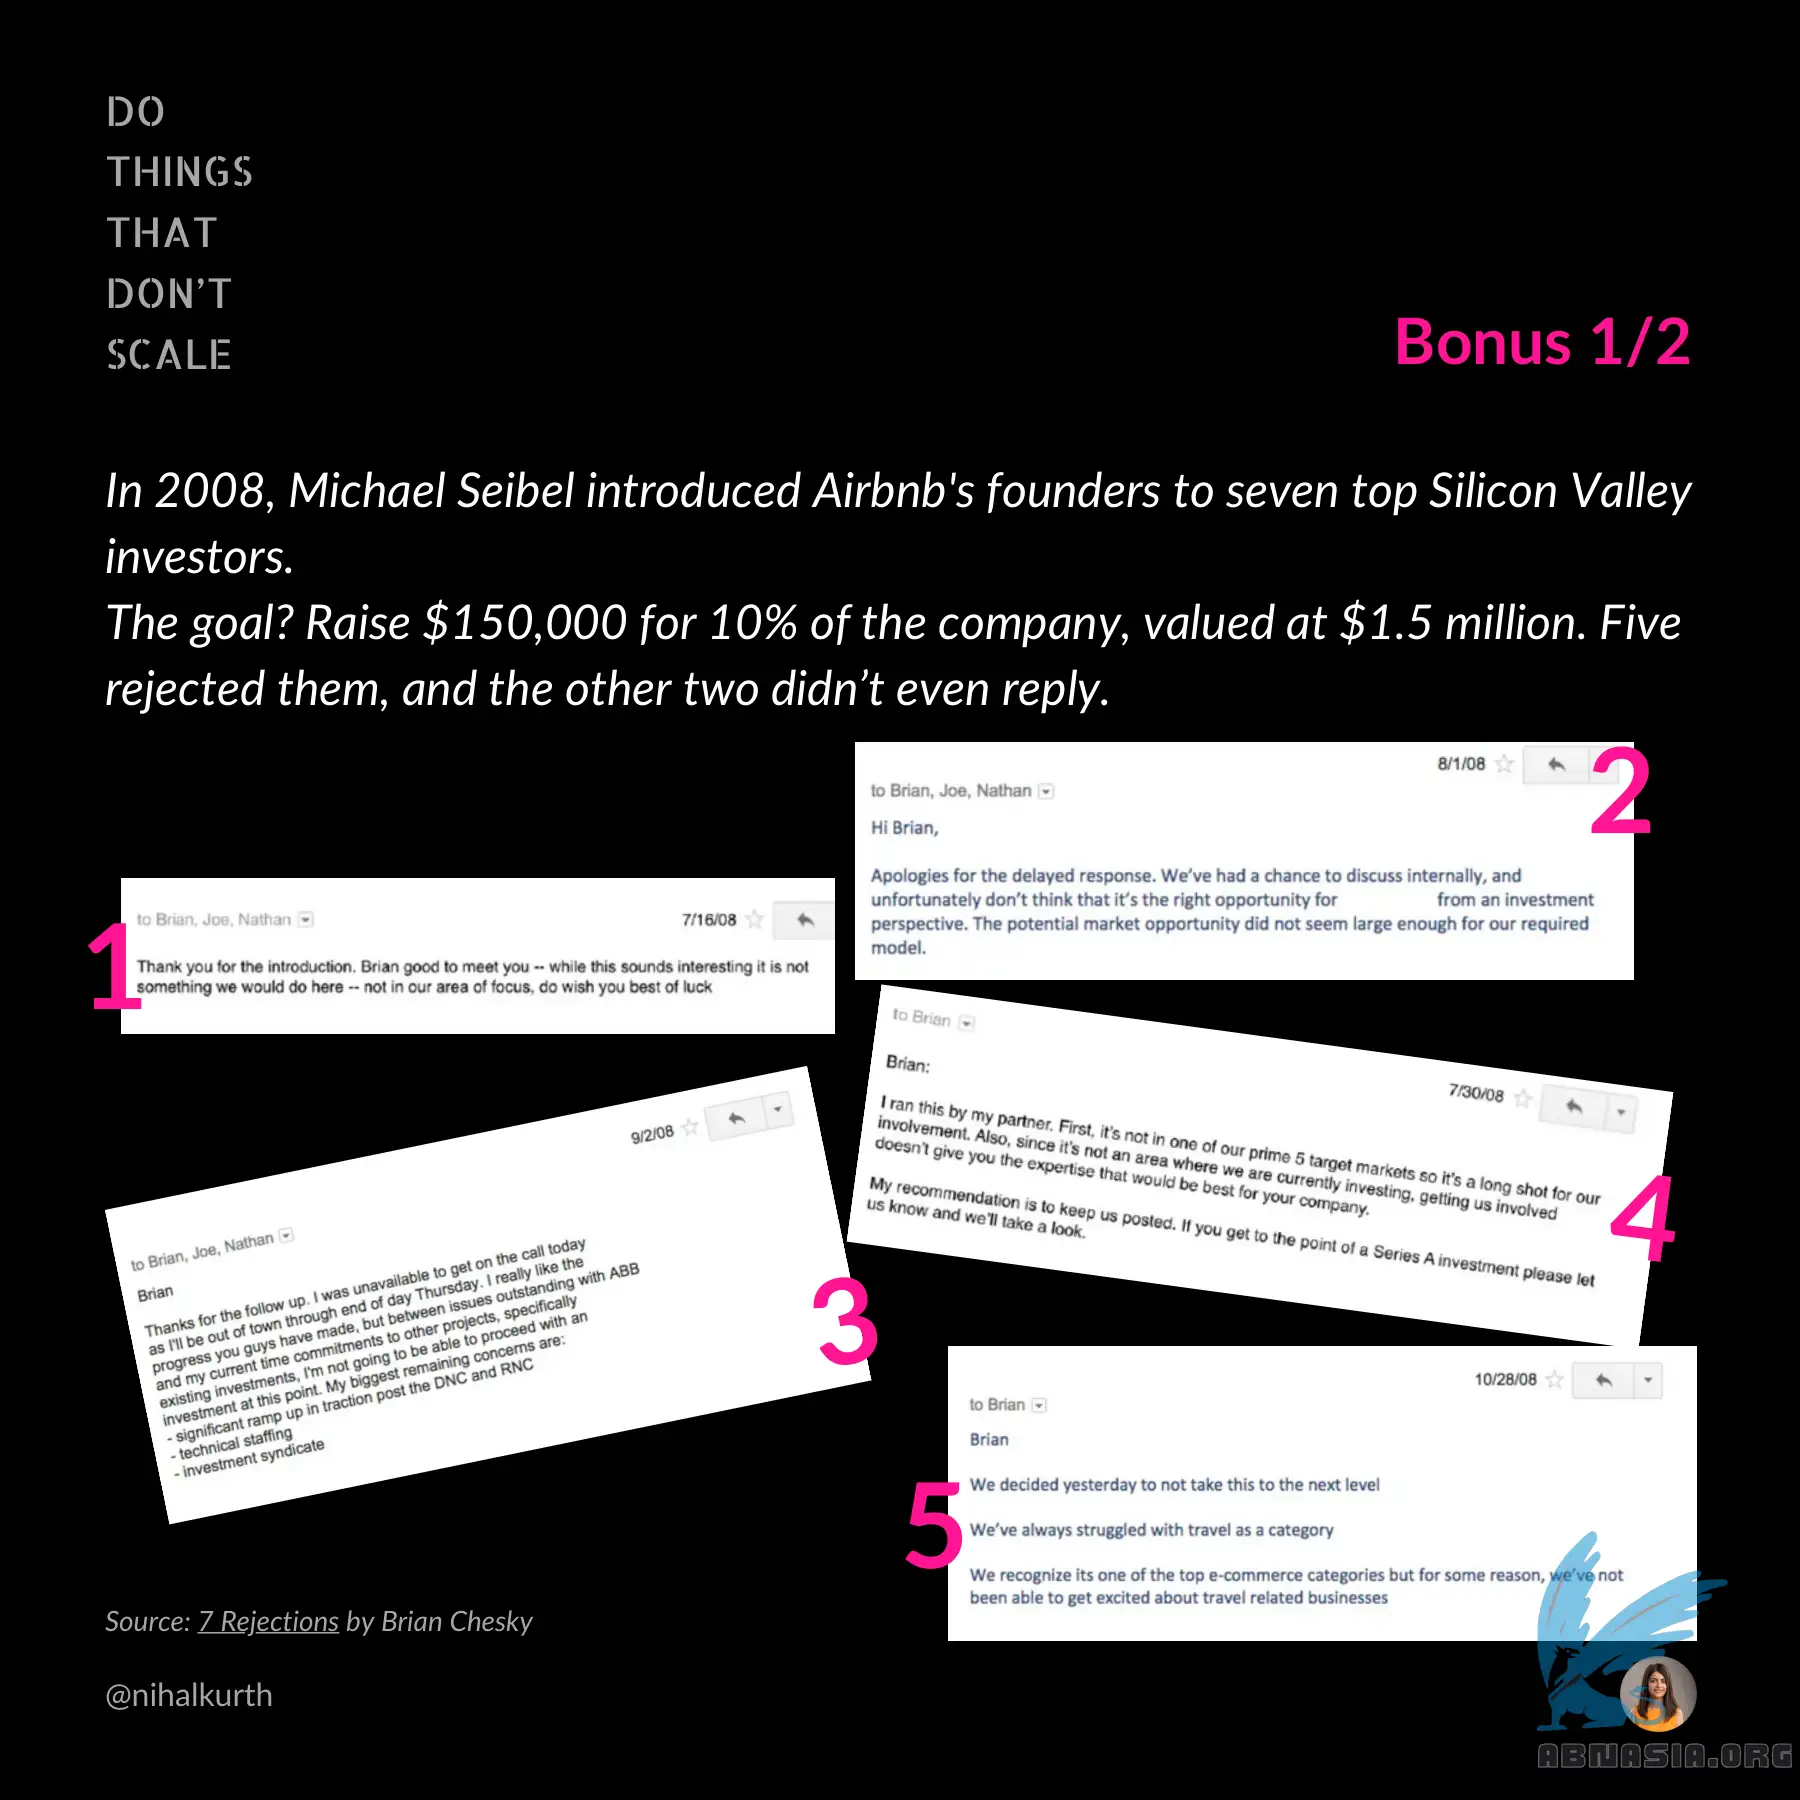 DO
THINGS
THAT
DON'T
SCALE
Bonus 1/2
In 2008, Michael Seibel introduced Airbnb's founders to seven top Silicon Valley
investors.
The goal? Raise $150,000 for 10% of the company, valued at $1.5 million. Five
rejected them, and the other two didn't even reply.
1
to Brian, Joe, Nathan
7/16/08
Thank you for the introduction. Brian good to meet you -- while this sounds interesting it is not
something we would do here -- not in our area of focus, do wish you best of luck
2
8/1/08
to Brian, Joe, Nathan
Hi Brian,
Apologies for the delayed response. We've had a chance to discuss internally, and
unfortunately don't think that it's the right opportunity for from an investment
perspective. The potential market opportunity did not seem large enough for our required
model.
3
9/2/08
to Brian, Joe, Nathan
Brian
Thanks for the follow up. I was unavailable to get on the call today
as I'll be out of town through end of day Thursday. I really like the
progress you guys have made, but between issues outstanding with ABB
and my current time commitments to other projects, specifically
existing investments, I'm not going to be able to proceed with an
investment at this point. My biggest remaining concerns are:
- significant ramp up in traction post the DNC and RNC
- technical staffing
- investment syndicate
4
to Brian
7/30/08
Brian:
I ran this by my partner. First, it's not in one of our prime 5 target markets so it's a long shot for our
involvement. Also, since it's not an area where we are currently investing, getting us involved
doesn't give you the expertise that would be best for your company.
My recommendation is to keep us posted. If you get to the point of a Series A investment please let
us know and we'll take a look.
5
10/28/08
to Brian
Brian
We decided yesterday to not take this to the next level
We've always struggled with travel as a category
We recognize its one of the top e-commerce categories but for some reason, we've not
been able to get excited about travel related businesses
Source: 7 Rejections by Brian Chesky
@nihalkurth
ABNASIA.ORG